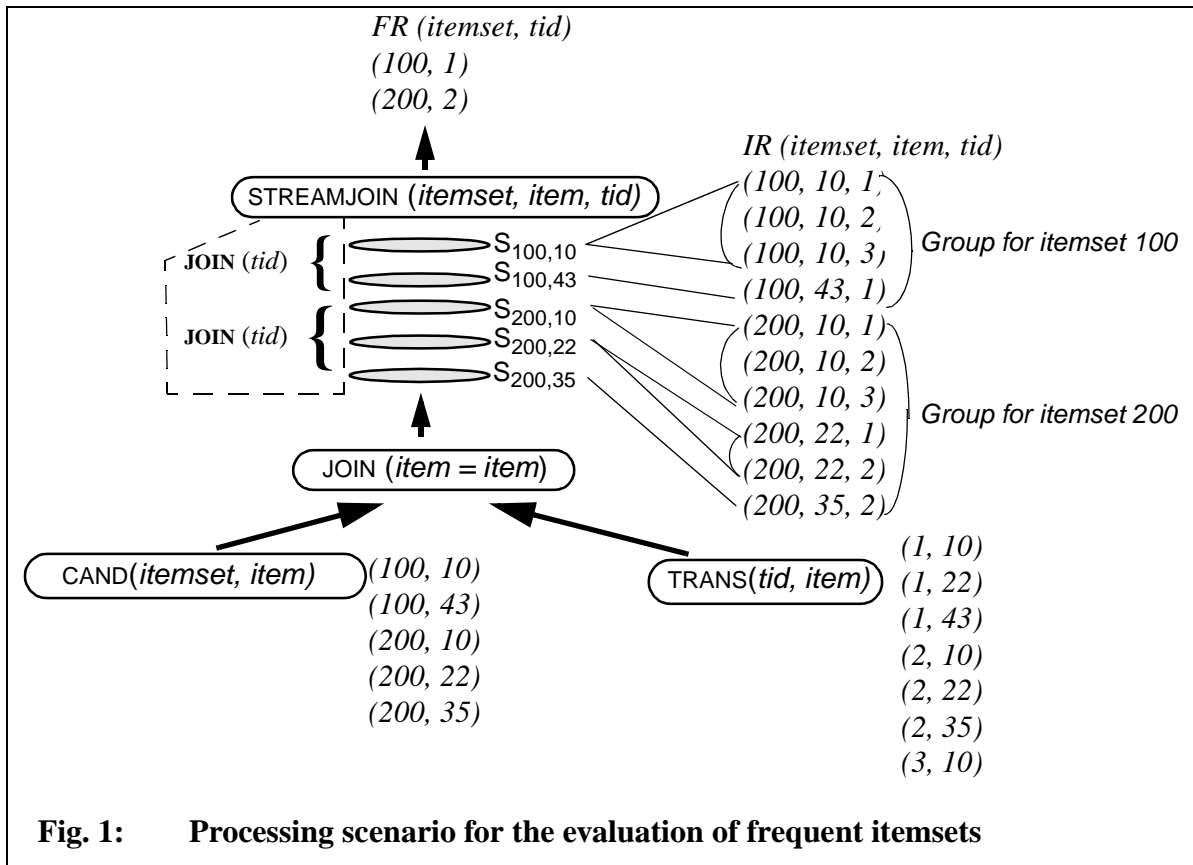 FR (itemset, tid)
(100, 1)
(200, 2)
STREAMJOIN (itemset, item, tid)
JOIN (tid)
{
JOIN (tid)
{
S100,10
S100,43
S200,10
S200,22
S200,35
IR (itemset, item, tid)
(100, 10, 1)
(100, 10, 2)
(100, 10, 3)
(100, 43, 1)
(200, 10, 1)
(200, 10, 2)
(200, 10, 3)
(200, 22, 1)
(200, 22, 2)
(200, 35, 2)
Group for itemset 100
Group for itemset 200
JOIN (item = item)
CAND(itemset, item)
(100, 10)
(100, 43)
(200, 10)
(200, 22)
(200, 35)
TRANS(tid, item)
(1, 10)
(1, 22)
(1, 43)
(2, 10)
(2, 22)
(2, 35)
(3, 10)
Fig. 1: Processing scenario for the evaluation of frequent itemsets